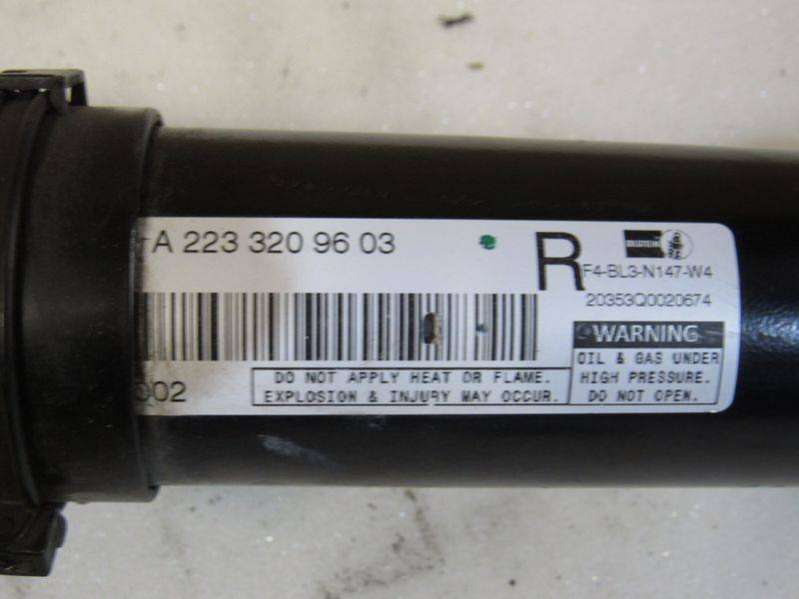 A 223 320 96 03
R
BILSTEIN
F4-BL3-N147-W4
20353Q0020674
WARNING
OIL & GAS UNDER
HIGH PRESSURE.
DO NOT OPEN.
002
DO NOT APPLY HEAT OR FLAME.
EXPLOSION & INJURY MAY OCCUR.